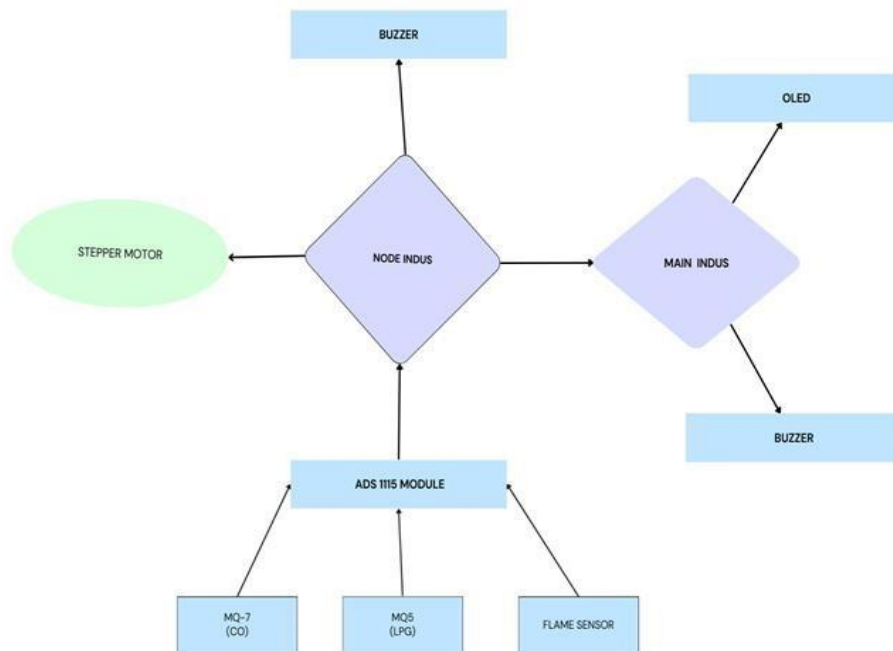 BUZZER
OLED
STEPPER MOTOR
NODE INDUS
MAIN INDUS
BUZZER
ADS 1115 MODULE
MQ-7
(CO)
MQ5
(LPG)
FLAME SENSOR